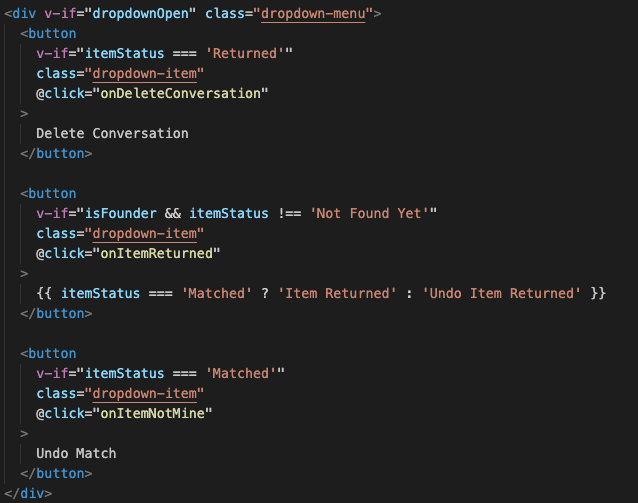 <div v-if="dropdownOpen" class="dropdown-menu">
  <button
    v-if="itemStatus === 'Returned'"
    class="dropdown-item"
    @click="onDeleteConversation"
  >
    Delete Conversation
  </button>

  <button
    v-if="isFounder && itemStatus !== 'Not Found Yet'"
    class="dropdown-item"
    @click="onItemReturned"
  >
    {{ itemStatus === 'Matched' ? 'Item Returned' : 'Undo Item Returned' }}
  </button>

  <button
    v-if="itemStatus === 'Matched'"
    class="dropdown-item"
    @click="onItemNotMine"
  >
    Undo Match
  </button>
</div>